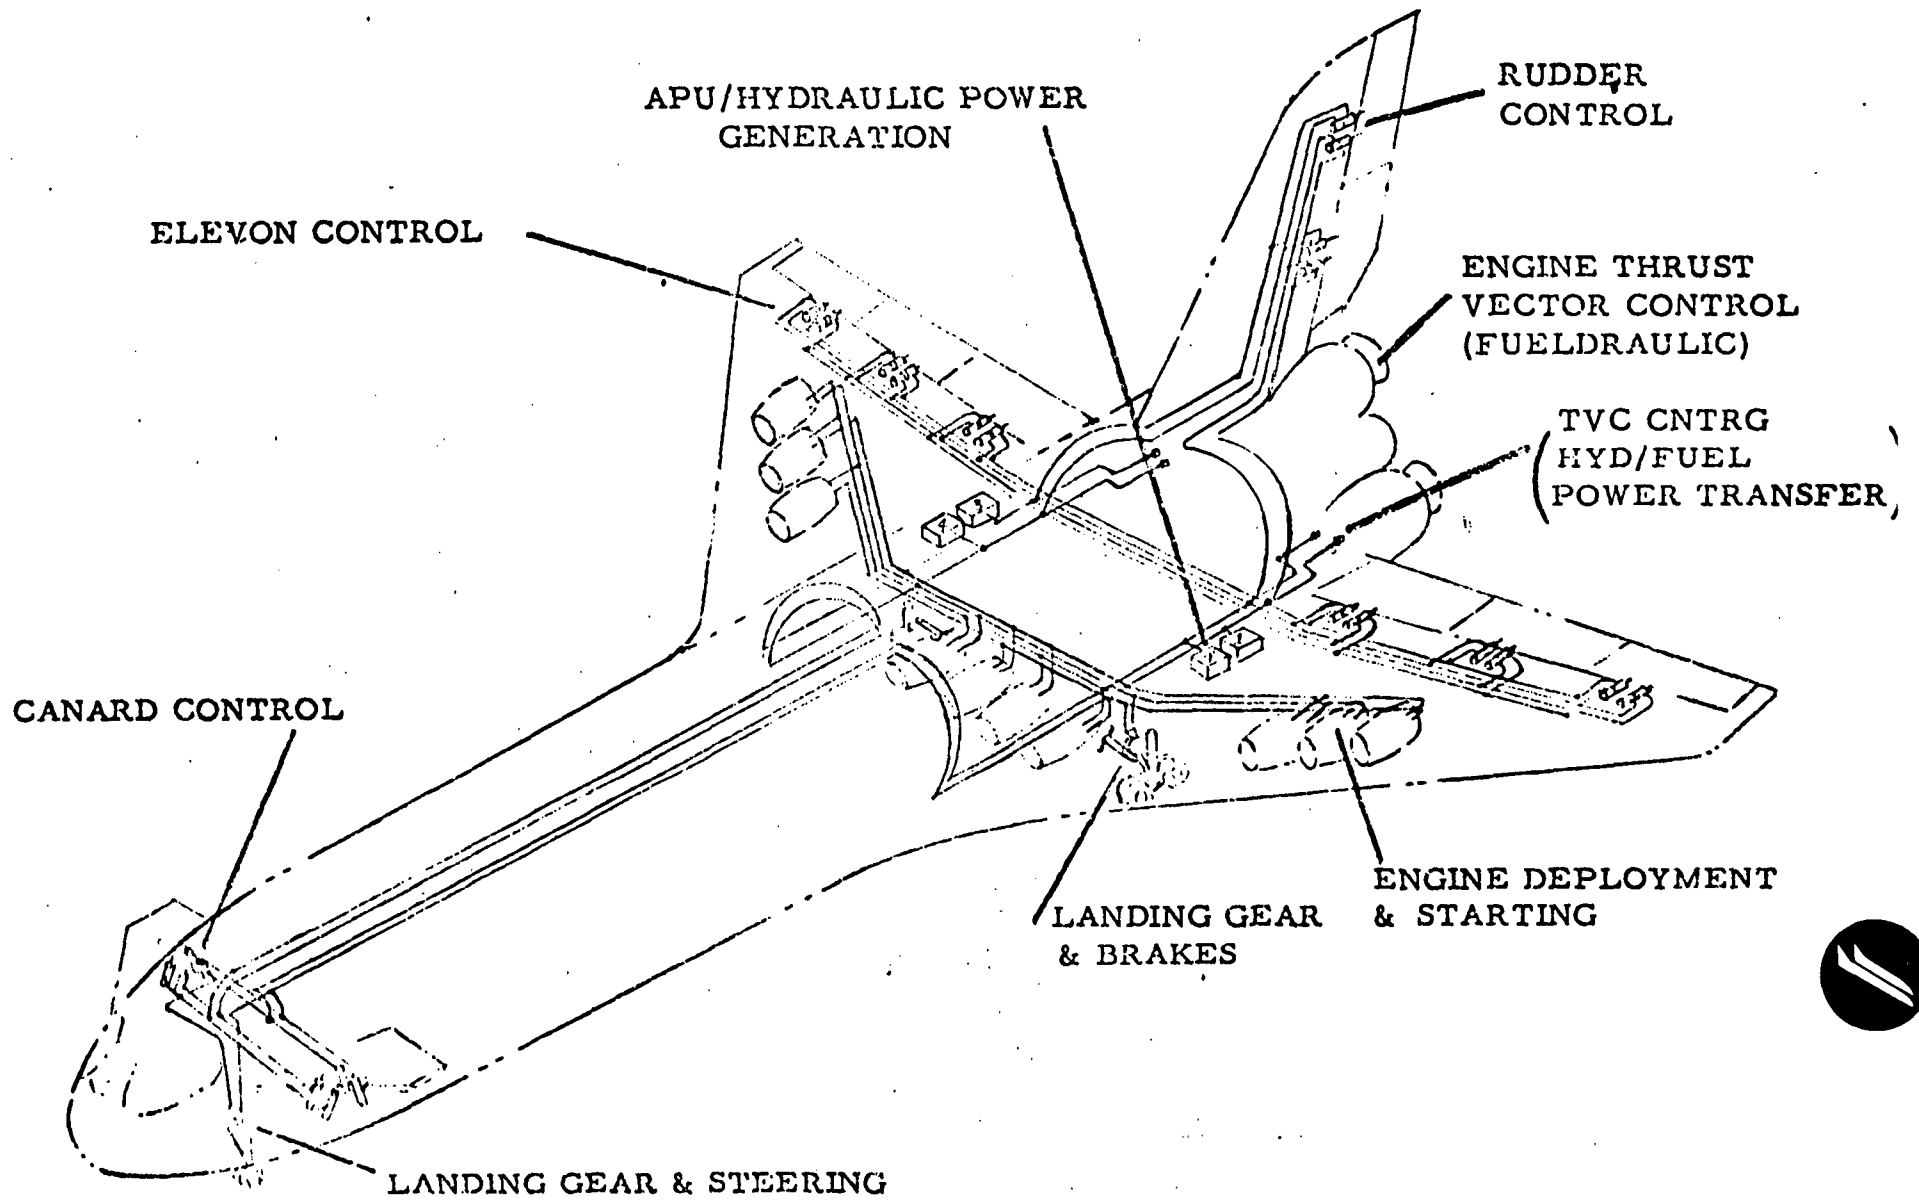 APU/HYDRAULIC POWER
GENERATION
RUDDER
CONTROL
ELEVON CONTROL
ENGINE THRUST
VECTOR CONTROL
(FUELDRAULIC)
TVC CNTRG
HYD/FUEL
POWER TRANSFER
CANARD CONTROL
ENGINE DEPLOYMENT
& STARTING
LANDING GEAR
& BRAKES
LANDING GEAR & STEERING